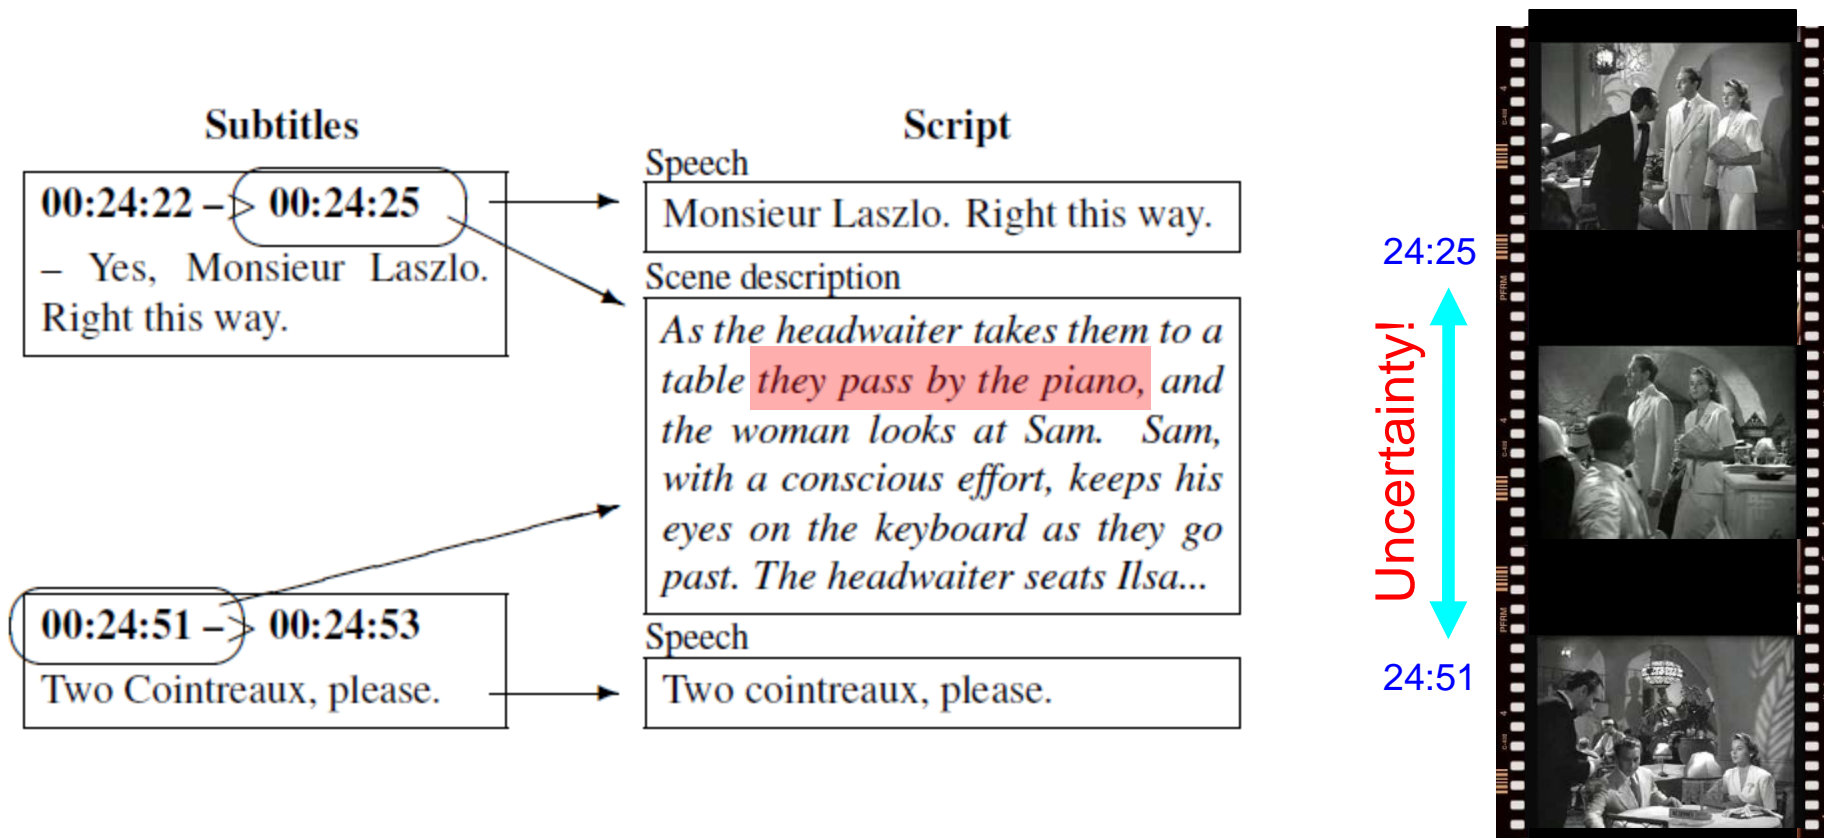 Subtitles
00:24:22 –> 00:24:25
– Yes, Monsieur Laszlo.
Right this way.
00:24:51 –> 00:24:53
Two Cointreaux, please.
Script
Speech
Monsieur Laszlo. Right this way.
Scene description
As the headwaiter takes them to a
table they pass by the piano, and
the woman looks at Sam. Sam,
with a conscious effort, keeps his
eyes on the keyboard as they go
past. The headwaiter seats Ilsa...
Speech
Two cointreaux, please.
24:25
Uncertainty!
24:51